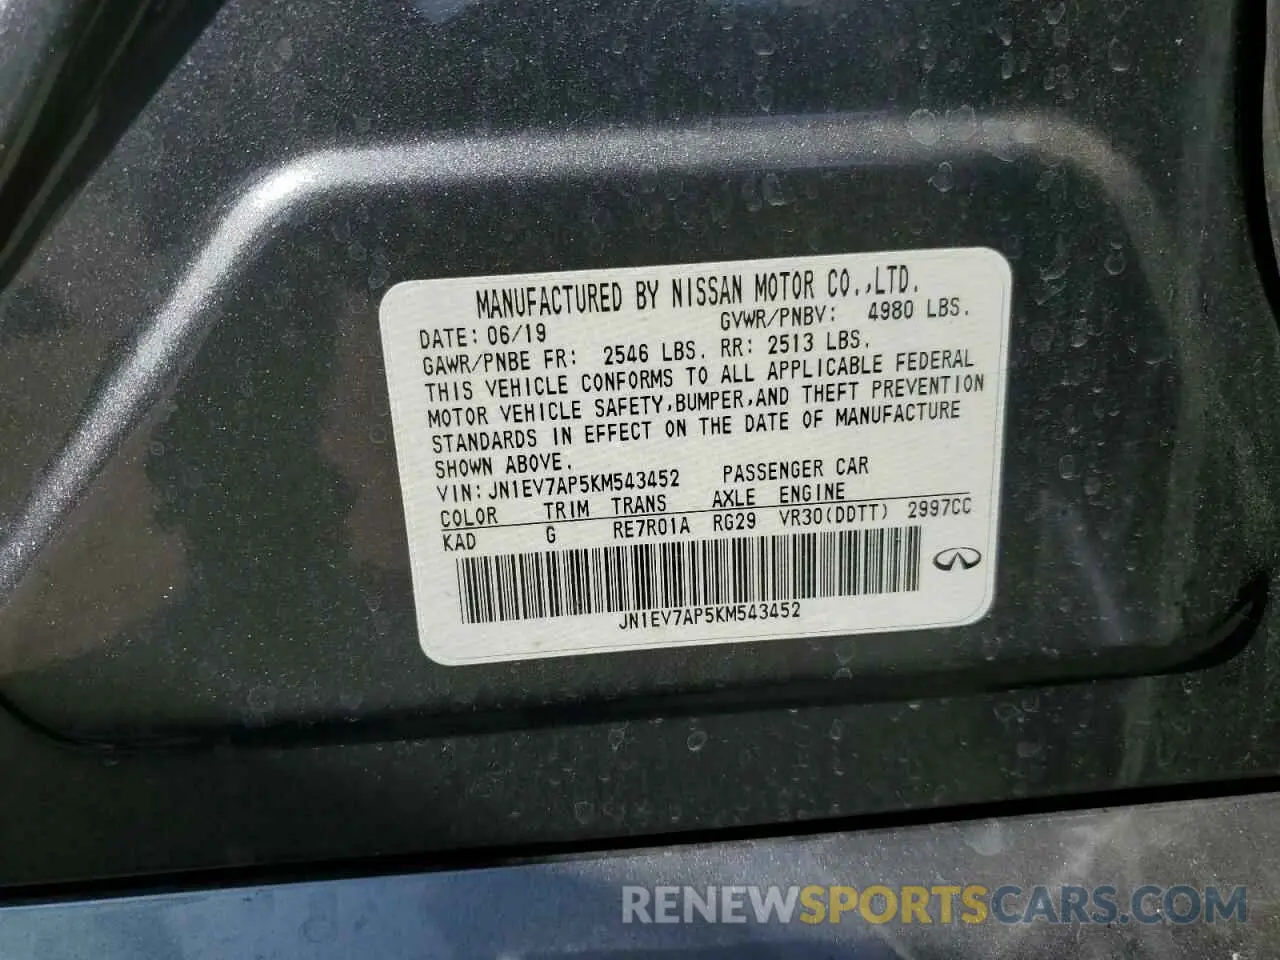 MANUFACTURED BY NISSAN MOTOR CO.,LTD.
DATE: 06/19 GVWR/PNBV: 4980 LBS.
GAWR/PNBE FR: 2546 LBS. RR: 2513 LBS.
THIS VEHICLE CONFORMS TO ALL APPLICABLE FEDERAL
MOTOR VEHICLE SAFETY,BUMPER,AND THEFT PREVENTION
STANDARDS IN EFFECT ON THE DATE OF MANUFACTURE
SHOWN ABOVE.
VIN: JN1EV7AP5KM543452 PASSENGER CAR
COLOR TRIM TRANS AXLE ENGINE
KAD G RE7R01A RG29 VR30(DDTT) 2997CC
JN1EV7AP5KM543452
RENEWSPORTSCARS.COM